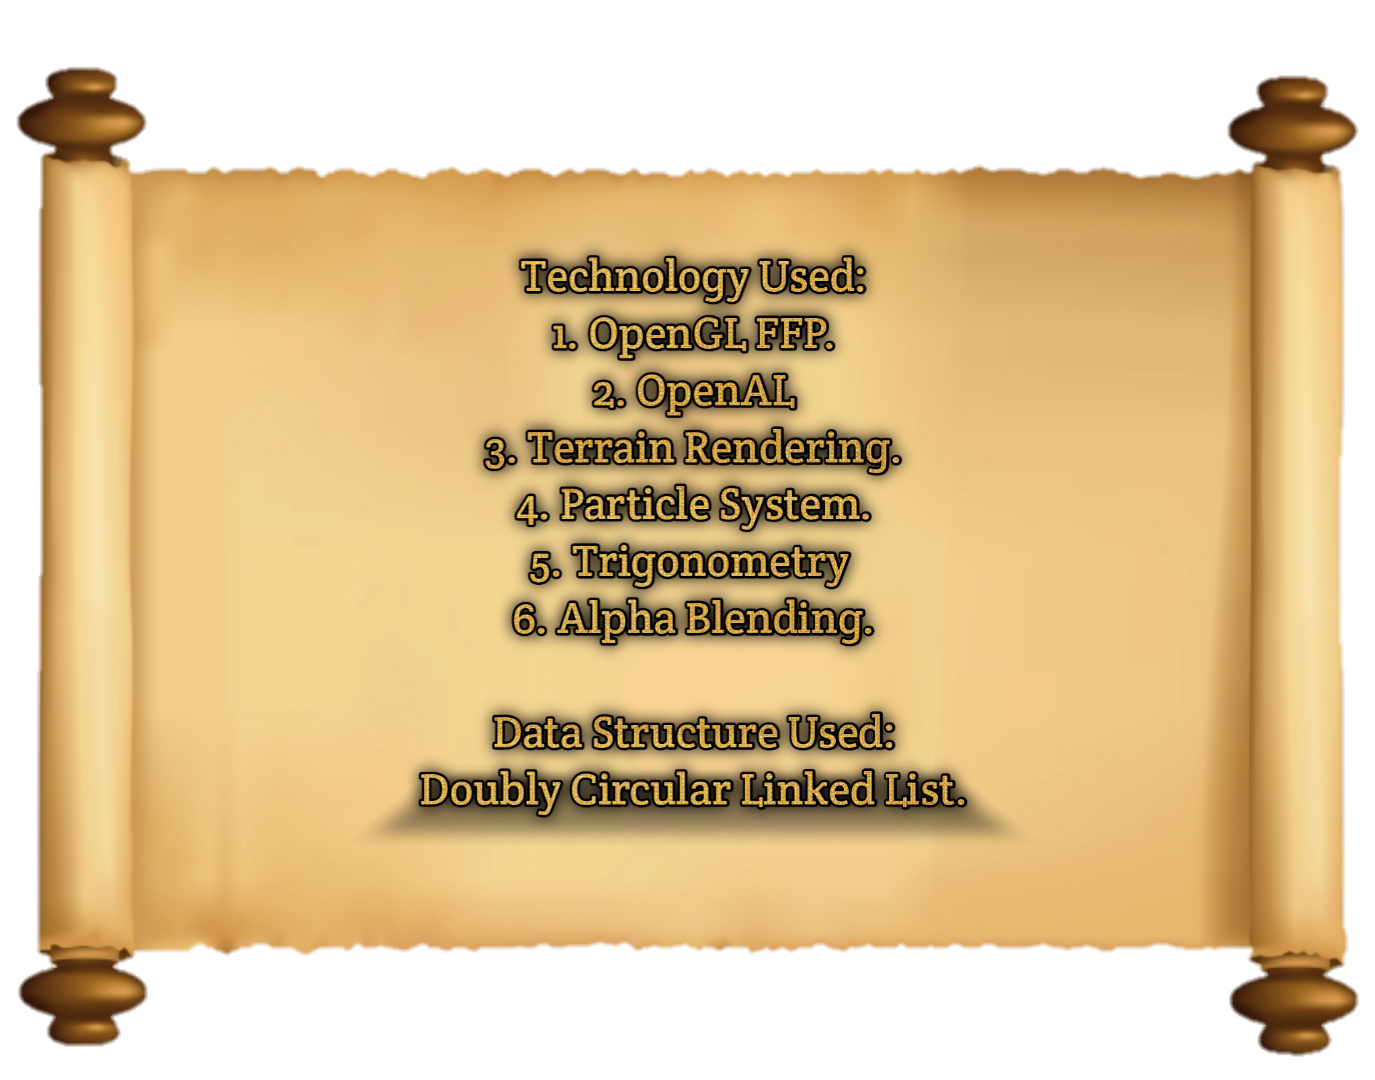 Technology Used:
1. OpenGL FFP.
2. OpenAL
3. Terrain Rendering.
4. Particle System.
5. Trigonometry
6. Alpha Blending.
Data Structure Used:
Doubly Circular Linked List.